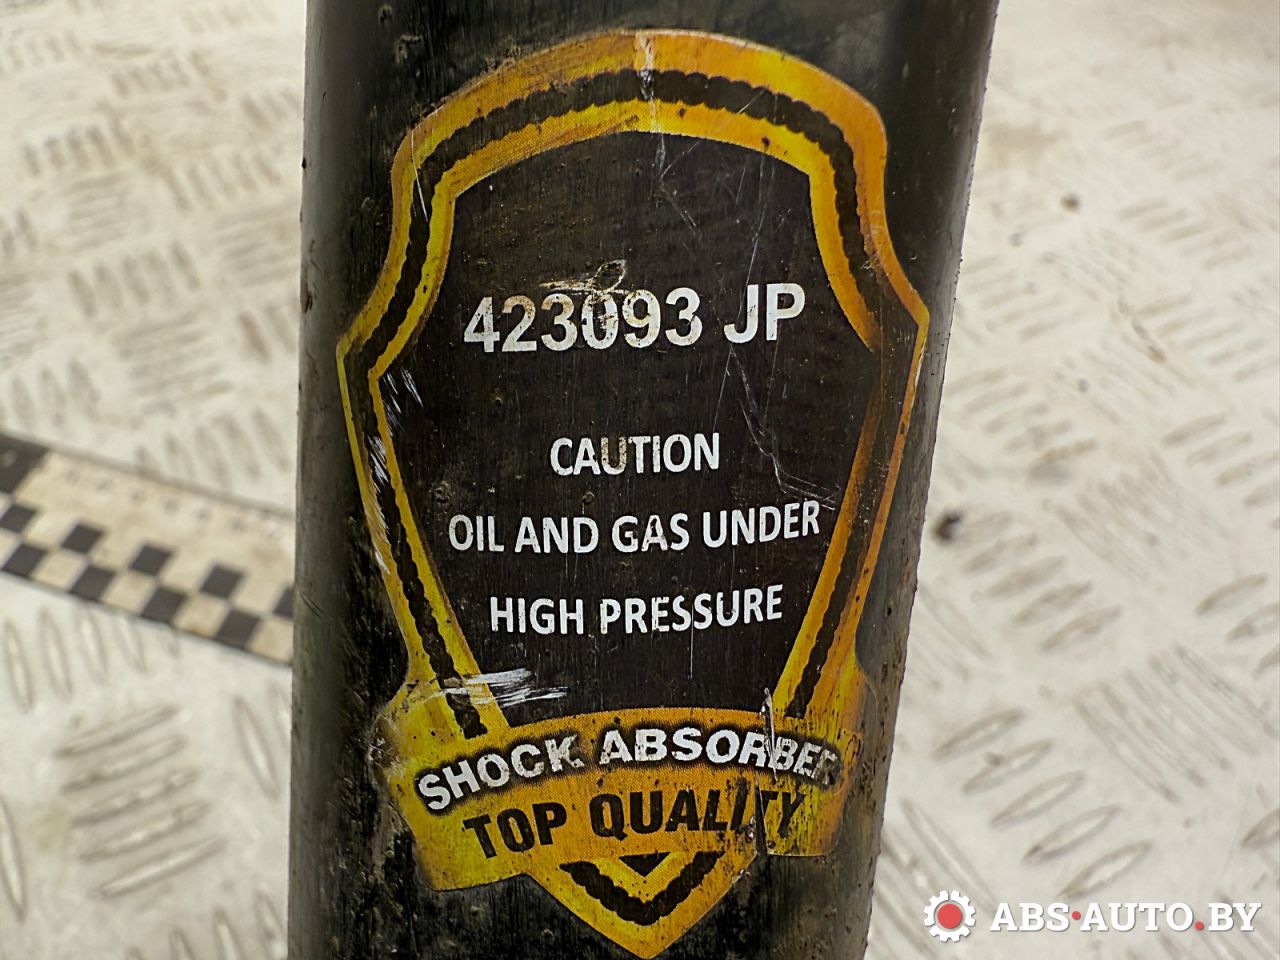 423093 JP
CAUTION
OIL AND GAS UNDER
HIGH PRESSURE
SHOCK ABSORBER
TOP QUALITY
ABS-AUTO.BY